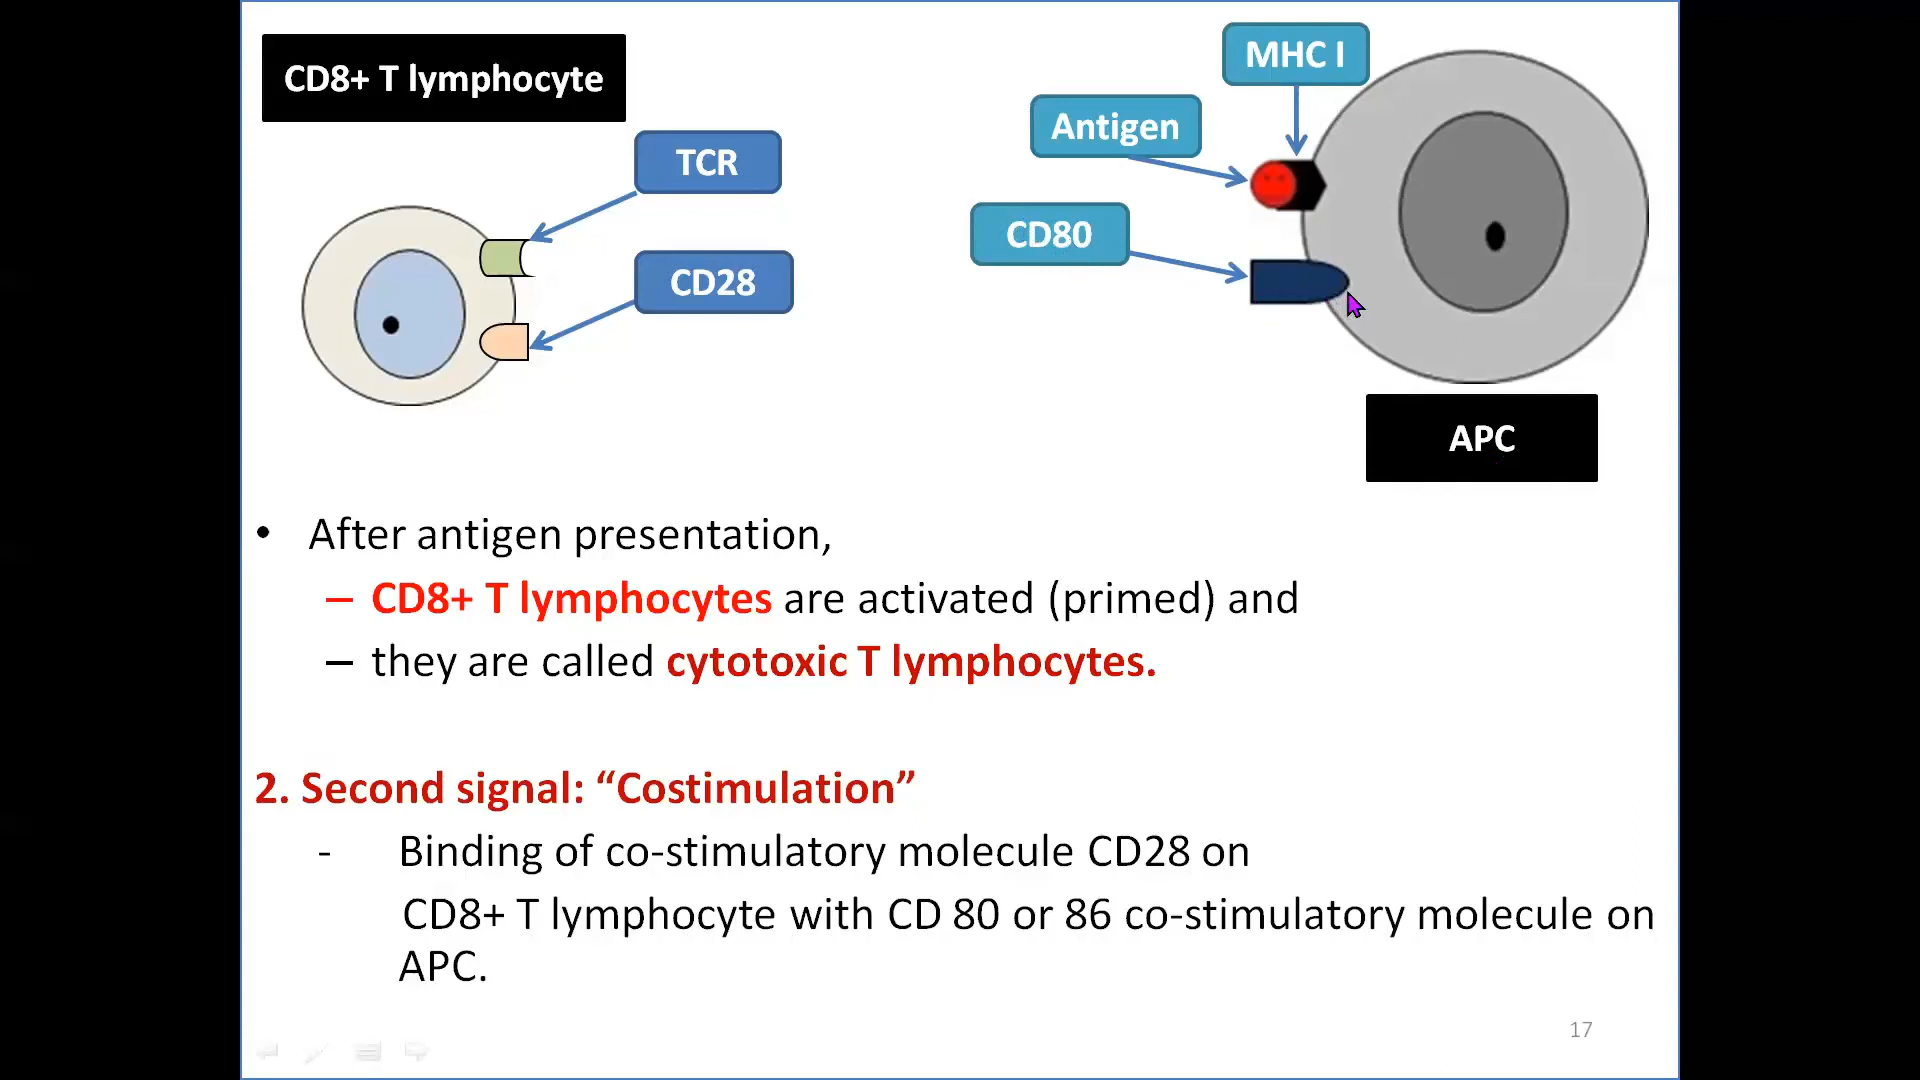 CD8+ T lymphocyte
MHC I
Antigen
TCR
CD80
CD28
APC
• After antigen presentation,
– CD8+ T lymphocytes are activated (primed) and
– they are called cytotoxic T lymphocytes.
2. Second signal: “Costimulation”
- Binding of co-stimulatory molecule CD28 on
CD8+ T lymphocyte with CD 80 or 86 co-stimulatory molecule on
APC.
17